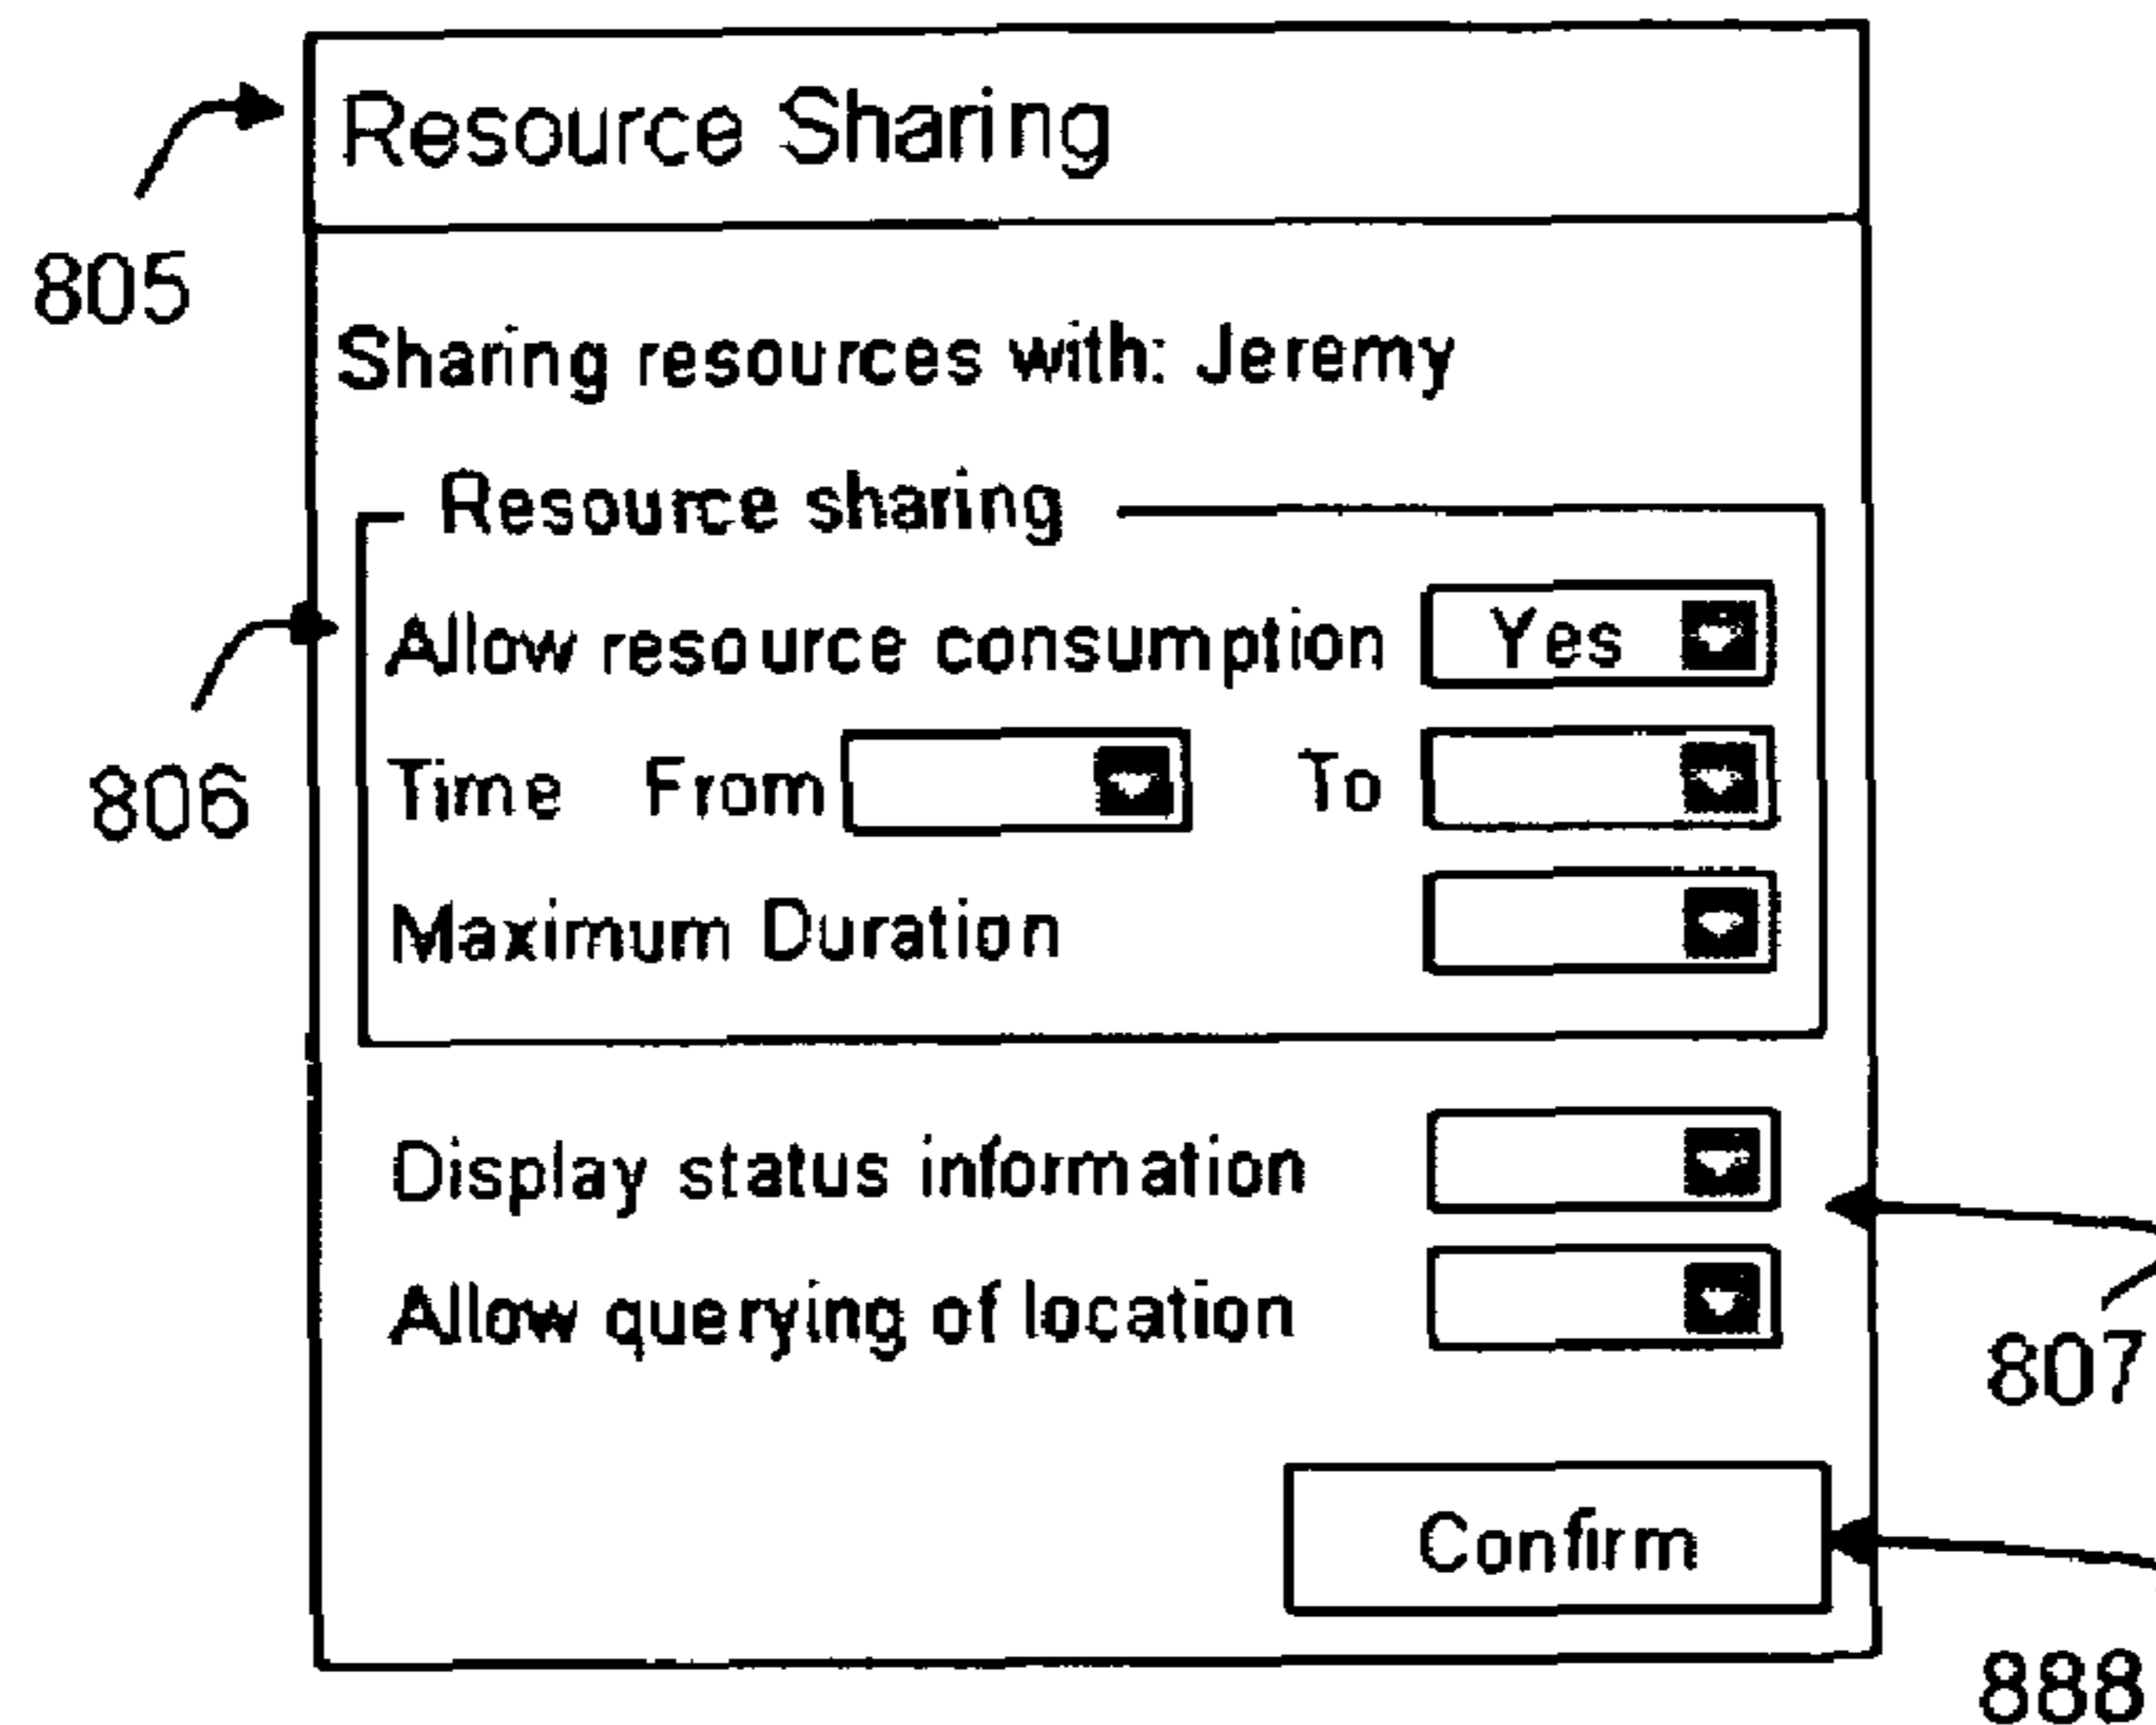 Resource Sharing
805
Sharing resources with: Jeremy
Resource sharing
Allow resource consumption Yes
806
Time From To
Maximum Duration
Display status information
Allow querying of location
807
Confirm
888